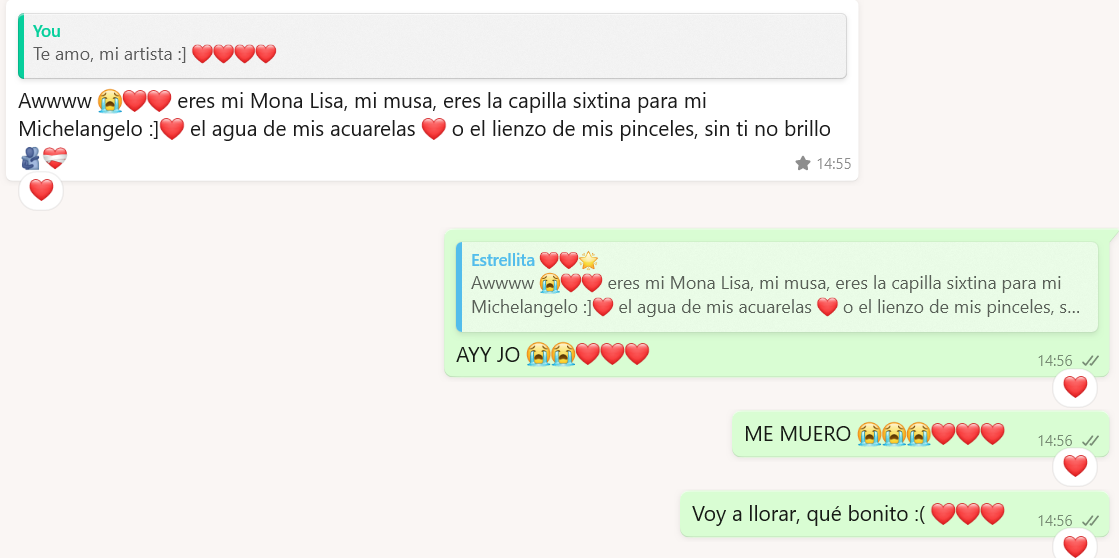 You
Te amo, mi artista :] ❤️❤️❤️❤️
Awwww 😭❤️❤️ eres mi Mona Lisa, mi musa, eres la capilla sixtina para mi
Michelangelo :]❤️ el agua de mis acuarelas ❤️ o el lienzo de mis pinceles, sin ti no brillo
🫂❤️‍🩹
14:55
❤️
Estrellita ❤️❤️🌟
Awwww 😭❤️❤️ eres mi Mona Lisa, mi musa, eres la capilla sixtina para mi
Michelangelo :]❤️ el agua de mis acuarelas ❤️ o el lienzo de mis pinceles, s...
AYY JO 😭😭❤️❤️❤️
14:56
❤️
ME MUERO 😭😭😭❤️❤️❤️
14:56
❤️
Voy a llorar, qué bonito :( ❤️❤️❤️
14:56
❤️